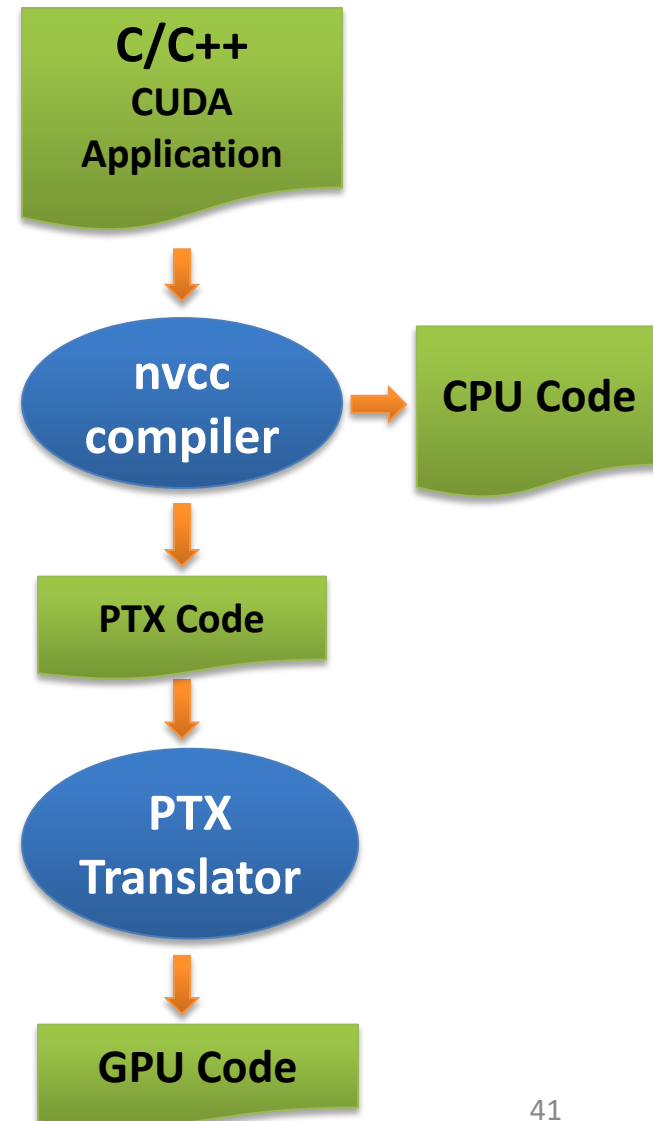 C/C++
CUDA
Application
nvcc
compiler
CPU Code
PTX Code
PTX
Translator
GPU Code
41